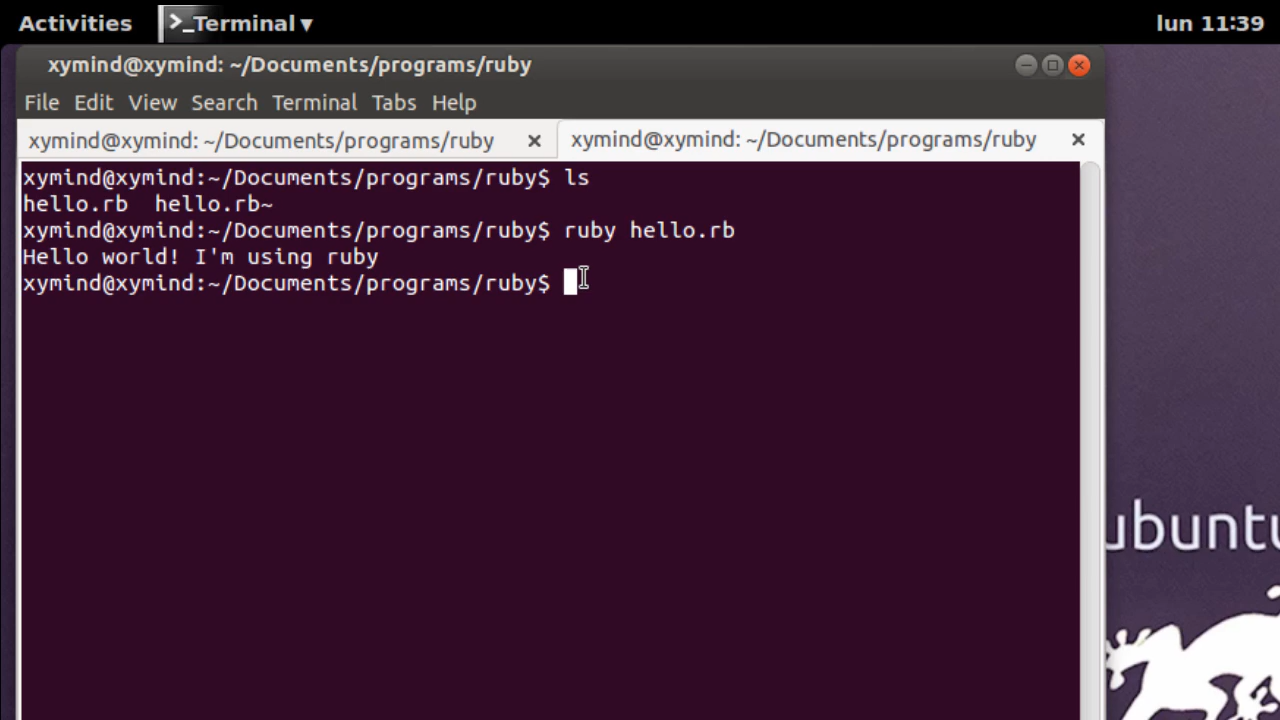 Activities >_Terminal ▾ lun 11:39
xymind@xymind: ~/Documents/programs/ruby
File Edit View Search Terminal Tabs Help
xymind@xymind: ~/Documents/programs/ruby × xymind@xymind: ~/Documents/programs/ruby ×
xymind@xymind:~/Documents/programs/ruby$ ls
hello.rb  hello.rb~
xymind@xymind:~/Documents/programs/ruby$ ruby hello.rb
Hello world! I'm using ruby
xymind@xymind:~/Documents/programs/ruby$
ubuntu